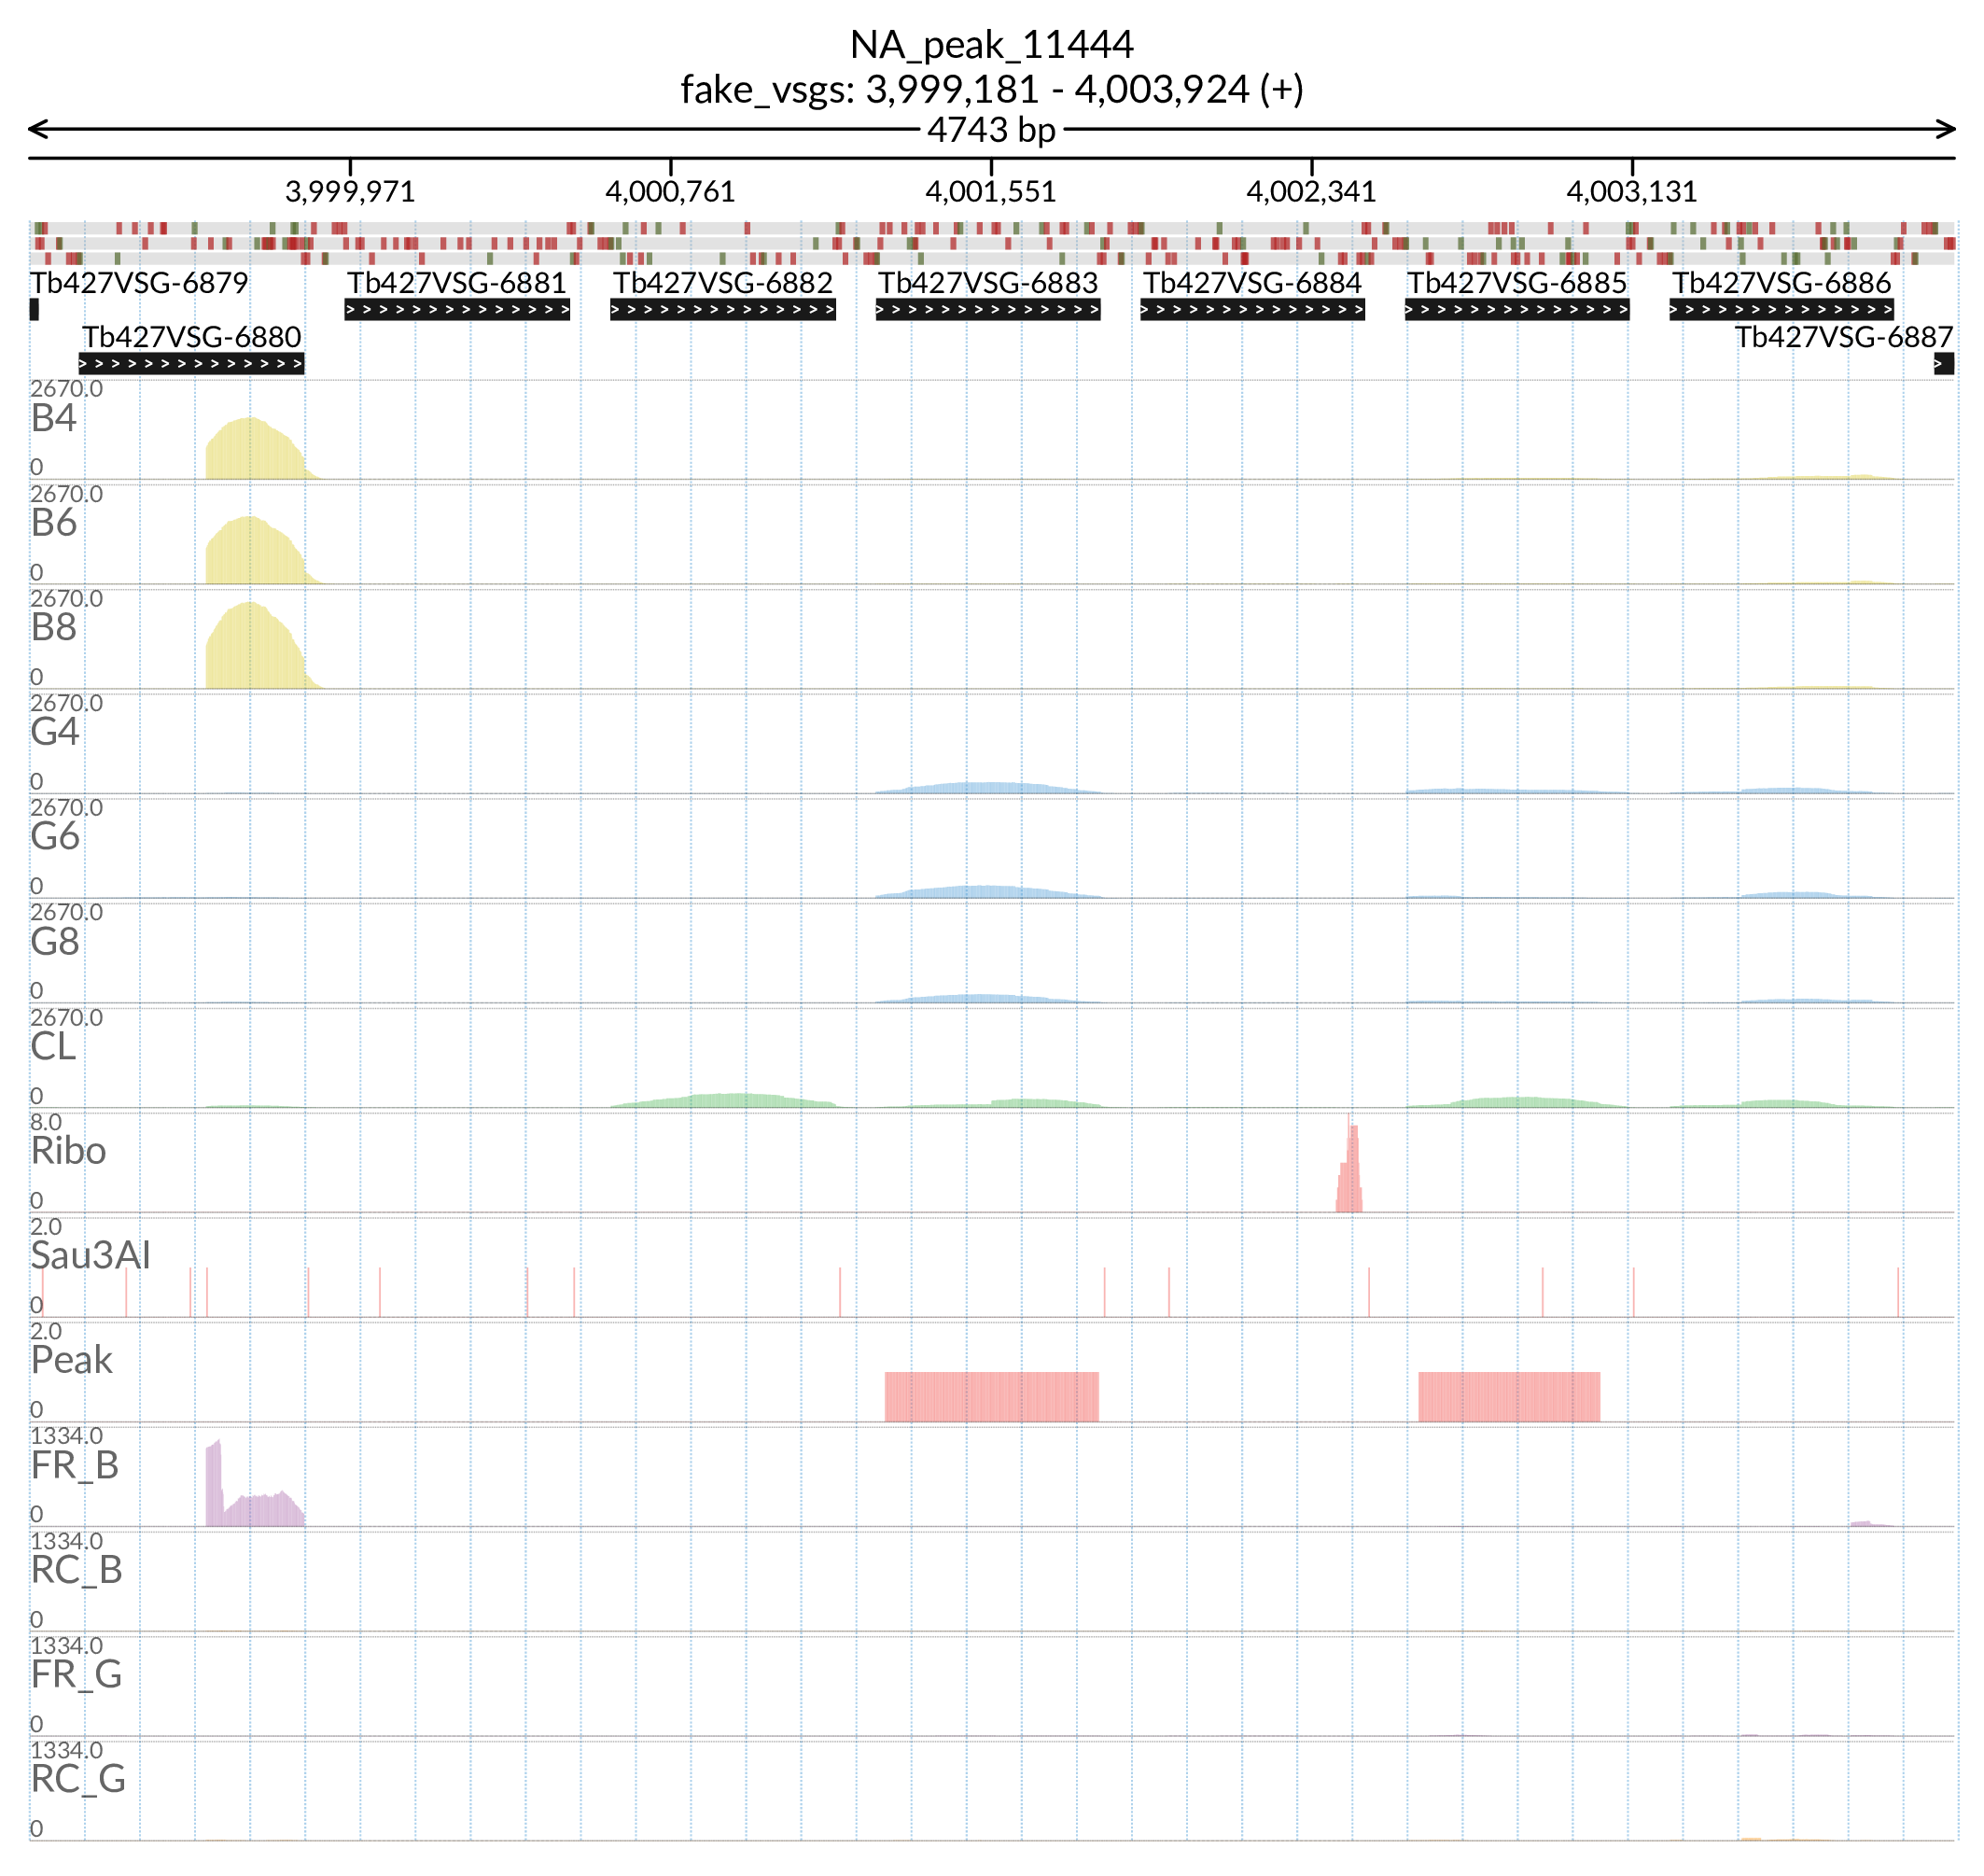 NA_peak_11444
fake_vsgs: 3,999,181 - 4,003,924 (+)
4743 bp
3,999,971 4,000,761 4,001,551 4,002,341 4,003,131
Tb427VSG-6879 Tb427VSG-6881 Tb427VSG-6882 Tb427VSG-6883 Tb427VSG-6884 Tb427VSG-6885 Tb427VSG-6886
Tb427VSG-6880 Tb427VSG-6887
2670.0
B4
0
2670.0
B6
0
2670.0
B8
0
2670.0
G4
0
2670.0
G6
0
2670.0
G8
0
2670.0
CL
0
8.0
Ribo
0
2.0
Sau3AI
0
2.0
Peak
0
1334.0
FR_B
0
1334.0
RC_B
0
1334.0
FR_G
0
1334.0
RC_G
0